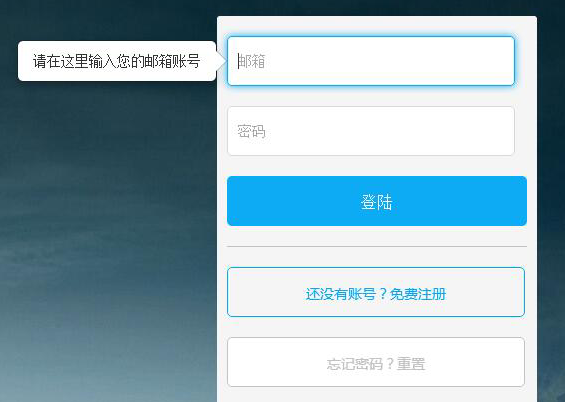 请在这里输入您的邮箱账号
邮箱
密码
登陆
还没有账号？免费注册
忘记密码？重置